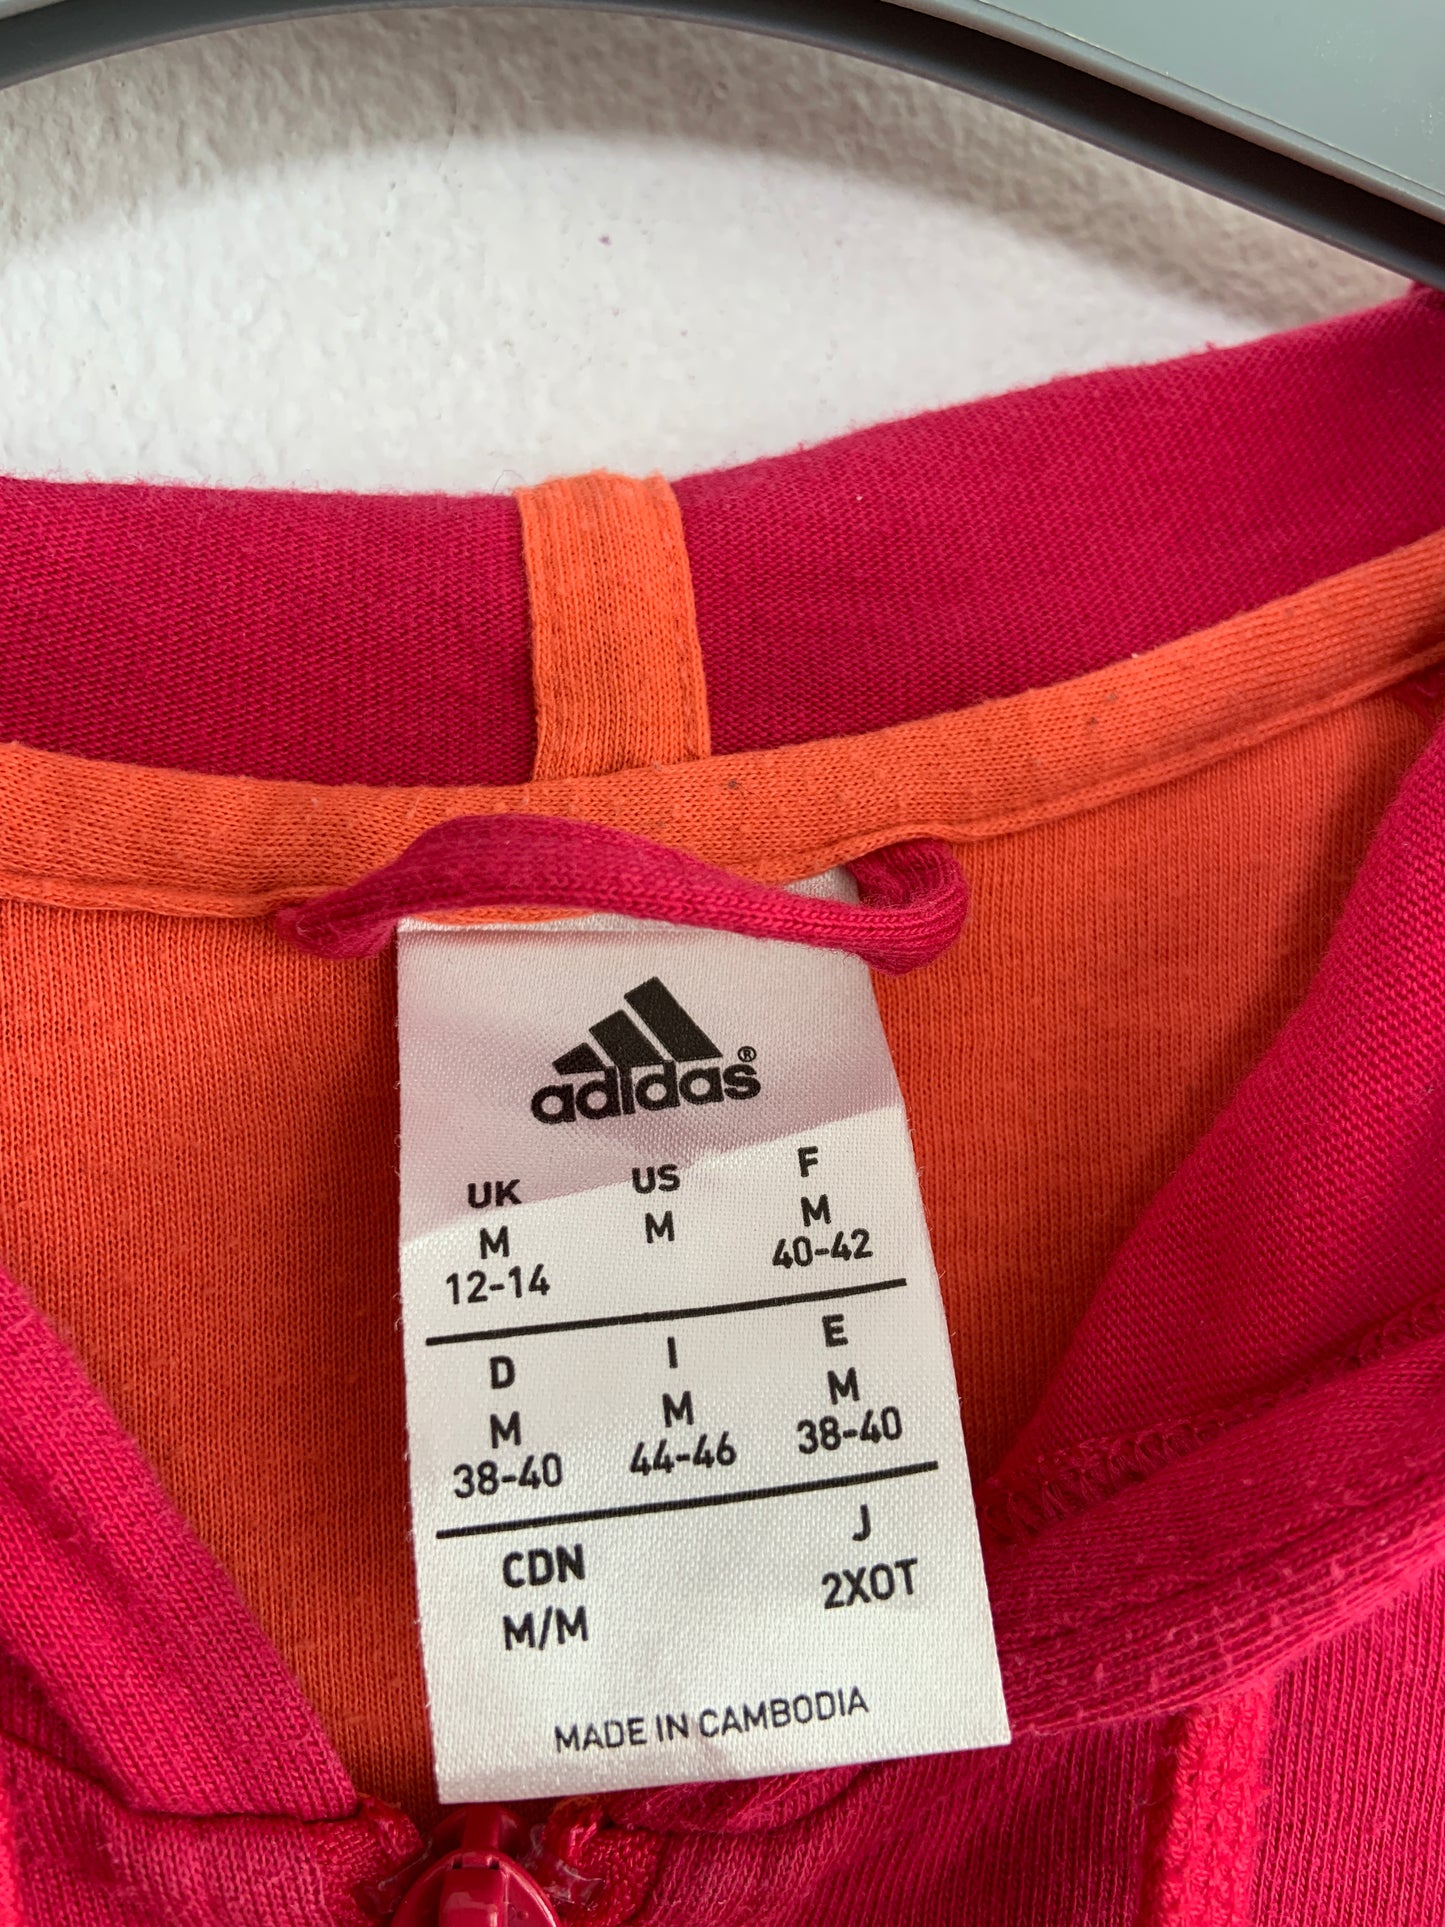 adidas®
UK US F
M M M
12-14 40-42
D I E
M M M
38-40 44-46 38-40
CDN J
M/M 2XOT
MADE IN CAMBODIA